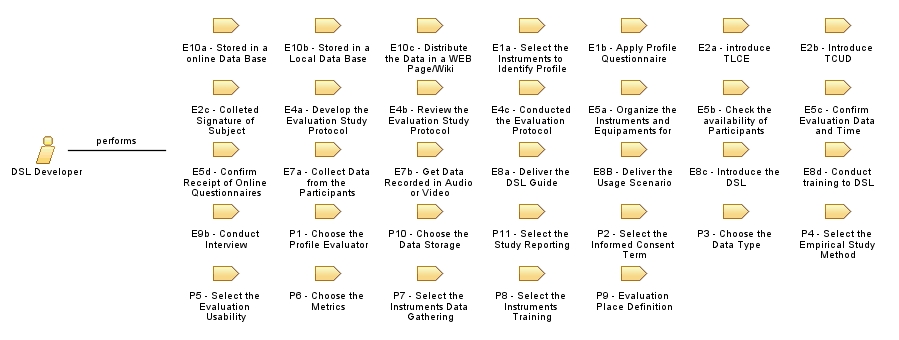 E10a - Stored in a
online Data Base
E10b - Stored in a
Local Data Base
E10c - Distribute
the Data in a WEB
Page/Wiki
E1a - Select the
Instruments to
Identify Profile
E1b - Apply Profile
Questionnaire
E2a - introduce
TLCE
E2b - Introduce
TCUD
E2c - Colleted
Signature of
Subject
E4a - Develop the
Evaluation Study
Protocol
E4b - Review the
Evaluation Study
Protocol
E4c - Conducted
the Evaluation
Protocol
E5a - Organize the
Instruments and
Equipaments for
E5b - Check the
availability of
Participants
E5c - Confirm
Evaluation Data
and Time
performs
DSL Developer
E5d - Confirm
Receipt of Online
Questionnaires
E7a - Collect Data
from the
Participants
E7b - Get Data
Recorded in Audio
or Video
E8a - Deliver the
DSL Guide
E8B - Deliver the
Usage Scenario
E8c - Introduce the
DSL
E8d - Conduct
training to DSL
E9b - Conduct
Interview
P1 - Choose the
Profile Evaluator
P10 - Choose the
Data Storage
P11 - Select the
Study Reporting
P2 - Select the
Informed Consent
Term
P3 - Choose the
Data Type
P4 - Select the
Empirical Study
Method
P5 - Select the
Evaluation
Usability
P6 - Choose the
Metrics
P7 - Select the
Instruments Data
Gathering
P8 - Select the
Instruments
Training
P9 - Evaluation
Place Definition